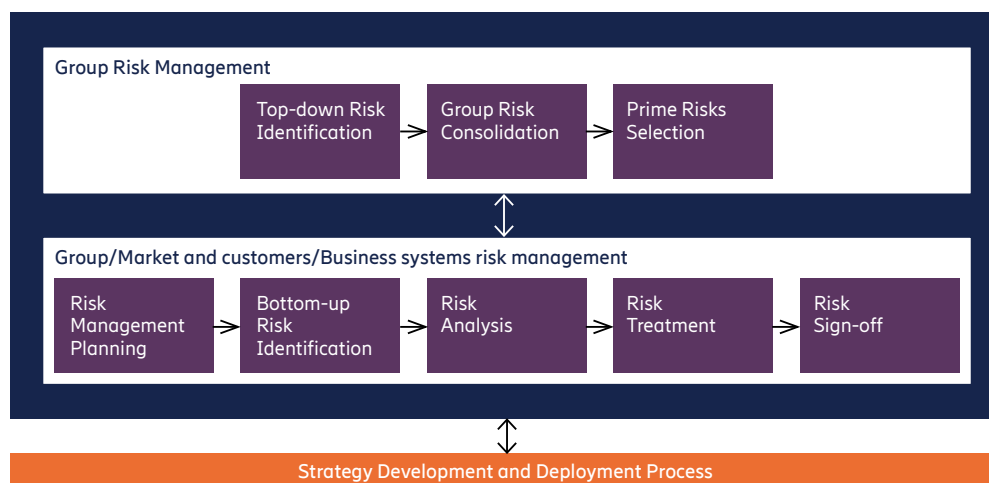 Group Risk Management
Top-down Risk
Identification
Group Risk
Consolidation
Prime Risks
Selection
Group/Market and customers/Business systems risk management
Risk
Management
Planning
Bottom-up
Risk
Identification
Risk
Analysis
Risk
Treatment
Risk
Sign-off
Strategy Development and Deployment Process